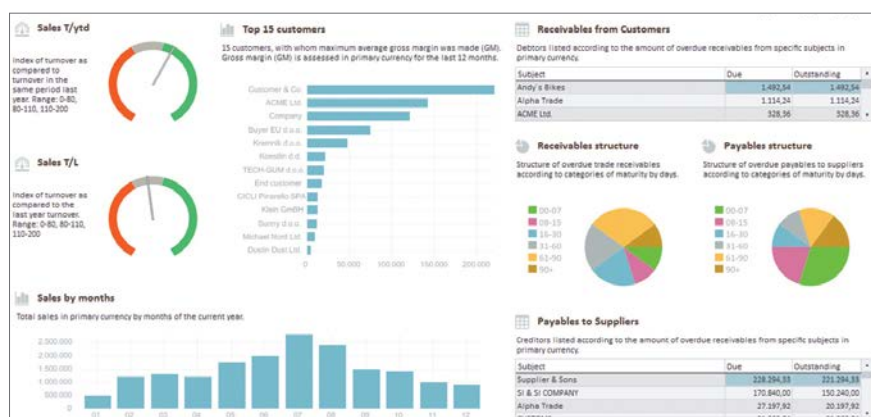 Sales T/ytd
Index of turnover as
compared to
turnover in the
same period last
year. Range: 0-80,
80-110, 110-200
Sales T/L
Index of turnover as
compared to the
last year turnover.
Range: 0-80, 80-110,
110-200
Top 15 customers
15 customers, with whom maximum average gross margin was made (GM).
Gross margin (GM) is assessed in primary currency for the last 12 months.
Customer & Co
ACME Ltd.
Company
Buyer EU d.o.o.
Koestlin d.d.
TECH-GUM d.o.o.
End customer
CICLI Pinarello SPA
Klein GmbH
Sunny d.o.o.
Michael Nord Ltd.
Dustin Dust Ltd.
0 50.000 100.000 150.000 200.000
Sales by months
Total sales in primary currency by months of the current year.
2.500.000
2.000.000
1.500.000
1.000.000
500.000
0
01 02 03 04 05 06 07 08 09 10 11 12
Receivables from Customers
Debtors listed according to the amount of overdue receivables from specific subjects in
primary currency.
Subject Due Outstanding
Andy's Bikes 1.492,54 1.492,54
Alpha Trade 1.114,24 1.114,24
ACME Ltd. 328,36 328,36
Receivables structure
Structure of overdue trade receivables
according to categories of maturity by days.
00-07
08-15
16-30
31-60
61-90
90+
Payables structure
Structure of overdue payables to suppliers
according to categories of maturity by days.
00-07
08-15
16-30
31-60
61-90
90+
Payables to Suppliers
Creditors listed according to the amount of overdue receivables from specific subjects in
primary currency.
Subject Due Outstanding
Supplier & Sons 228.294,33 221.294,33
SI & SI COMPANY 170.840,00 150.240,00
Alpha Trade 27.197,92 20.197,92